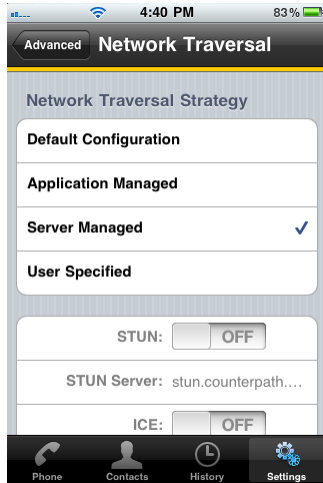 4:40 PM
83%
Advanced
Network Traversal
Network Traversal Strategy
Default Configuration
Application Managed
Server Managed
User Specified
STUN: OFF
STUN Server: stun.counterpath....
ICE: OFF
Phone Contacts History Settings